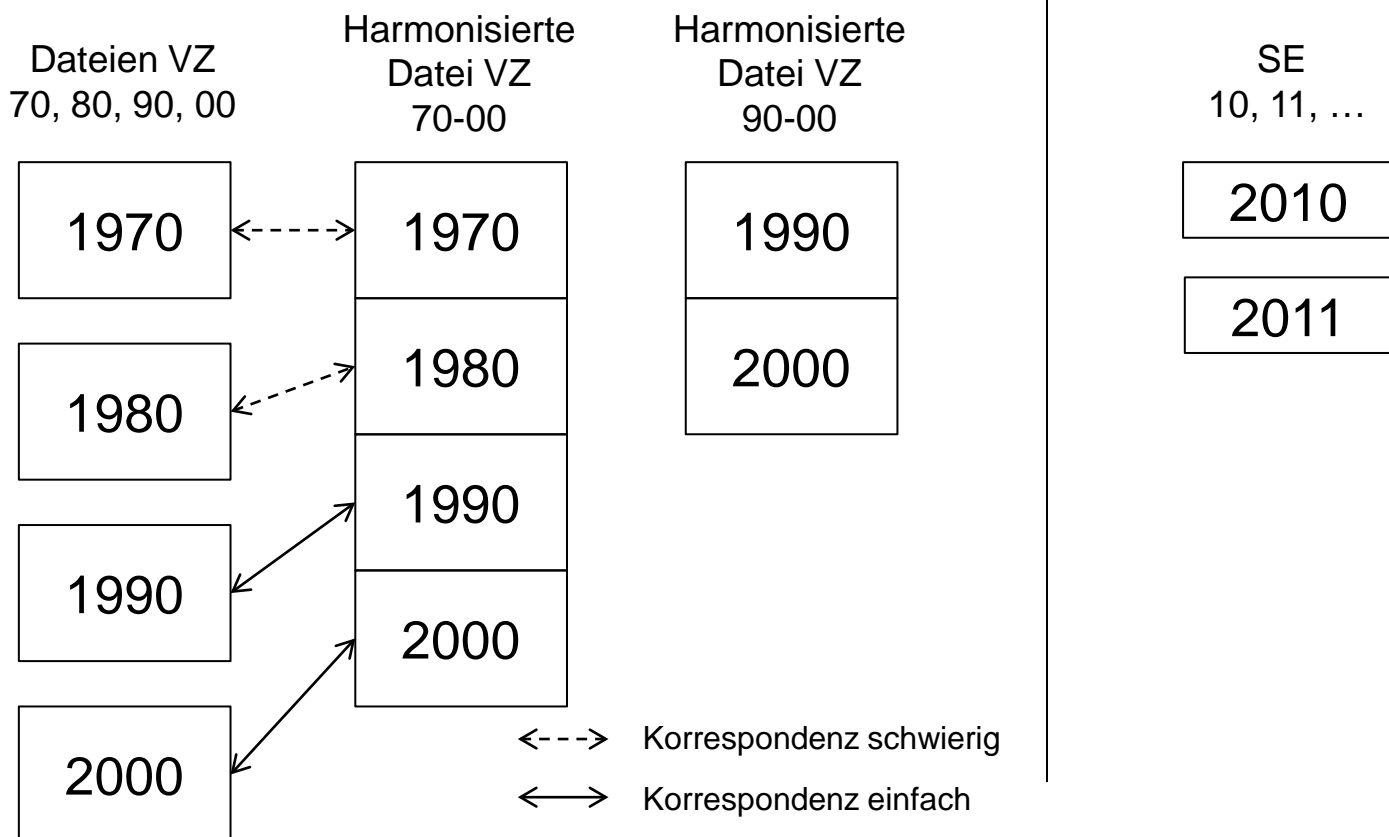 Dateien VZ
70, 80, 90, 00
Harmonisierte
Datei VZ
70-00
Harmonisierte
Datei VZ
90-00
SE
10, 11, …
1970
1980
1990
2000
1970
1980
1990
2000
1990
2000
2010
2011
Korrespondenz schwierig
Korrespondenz einfach